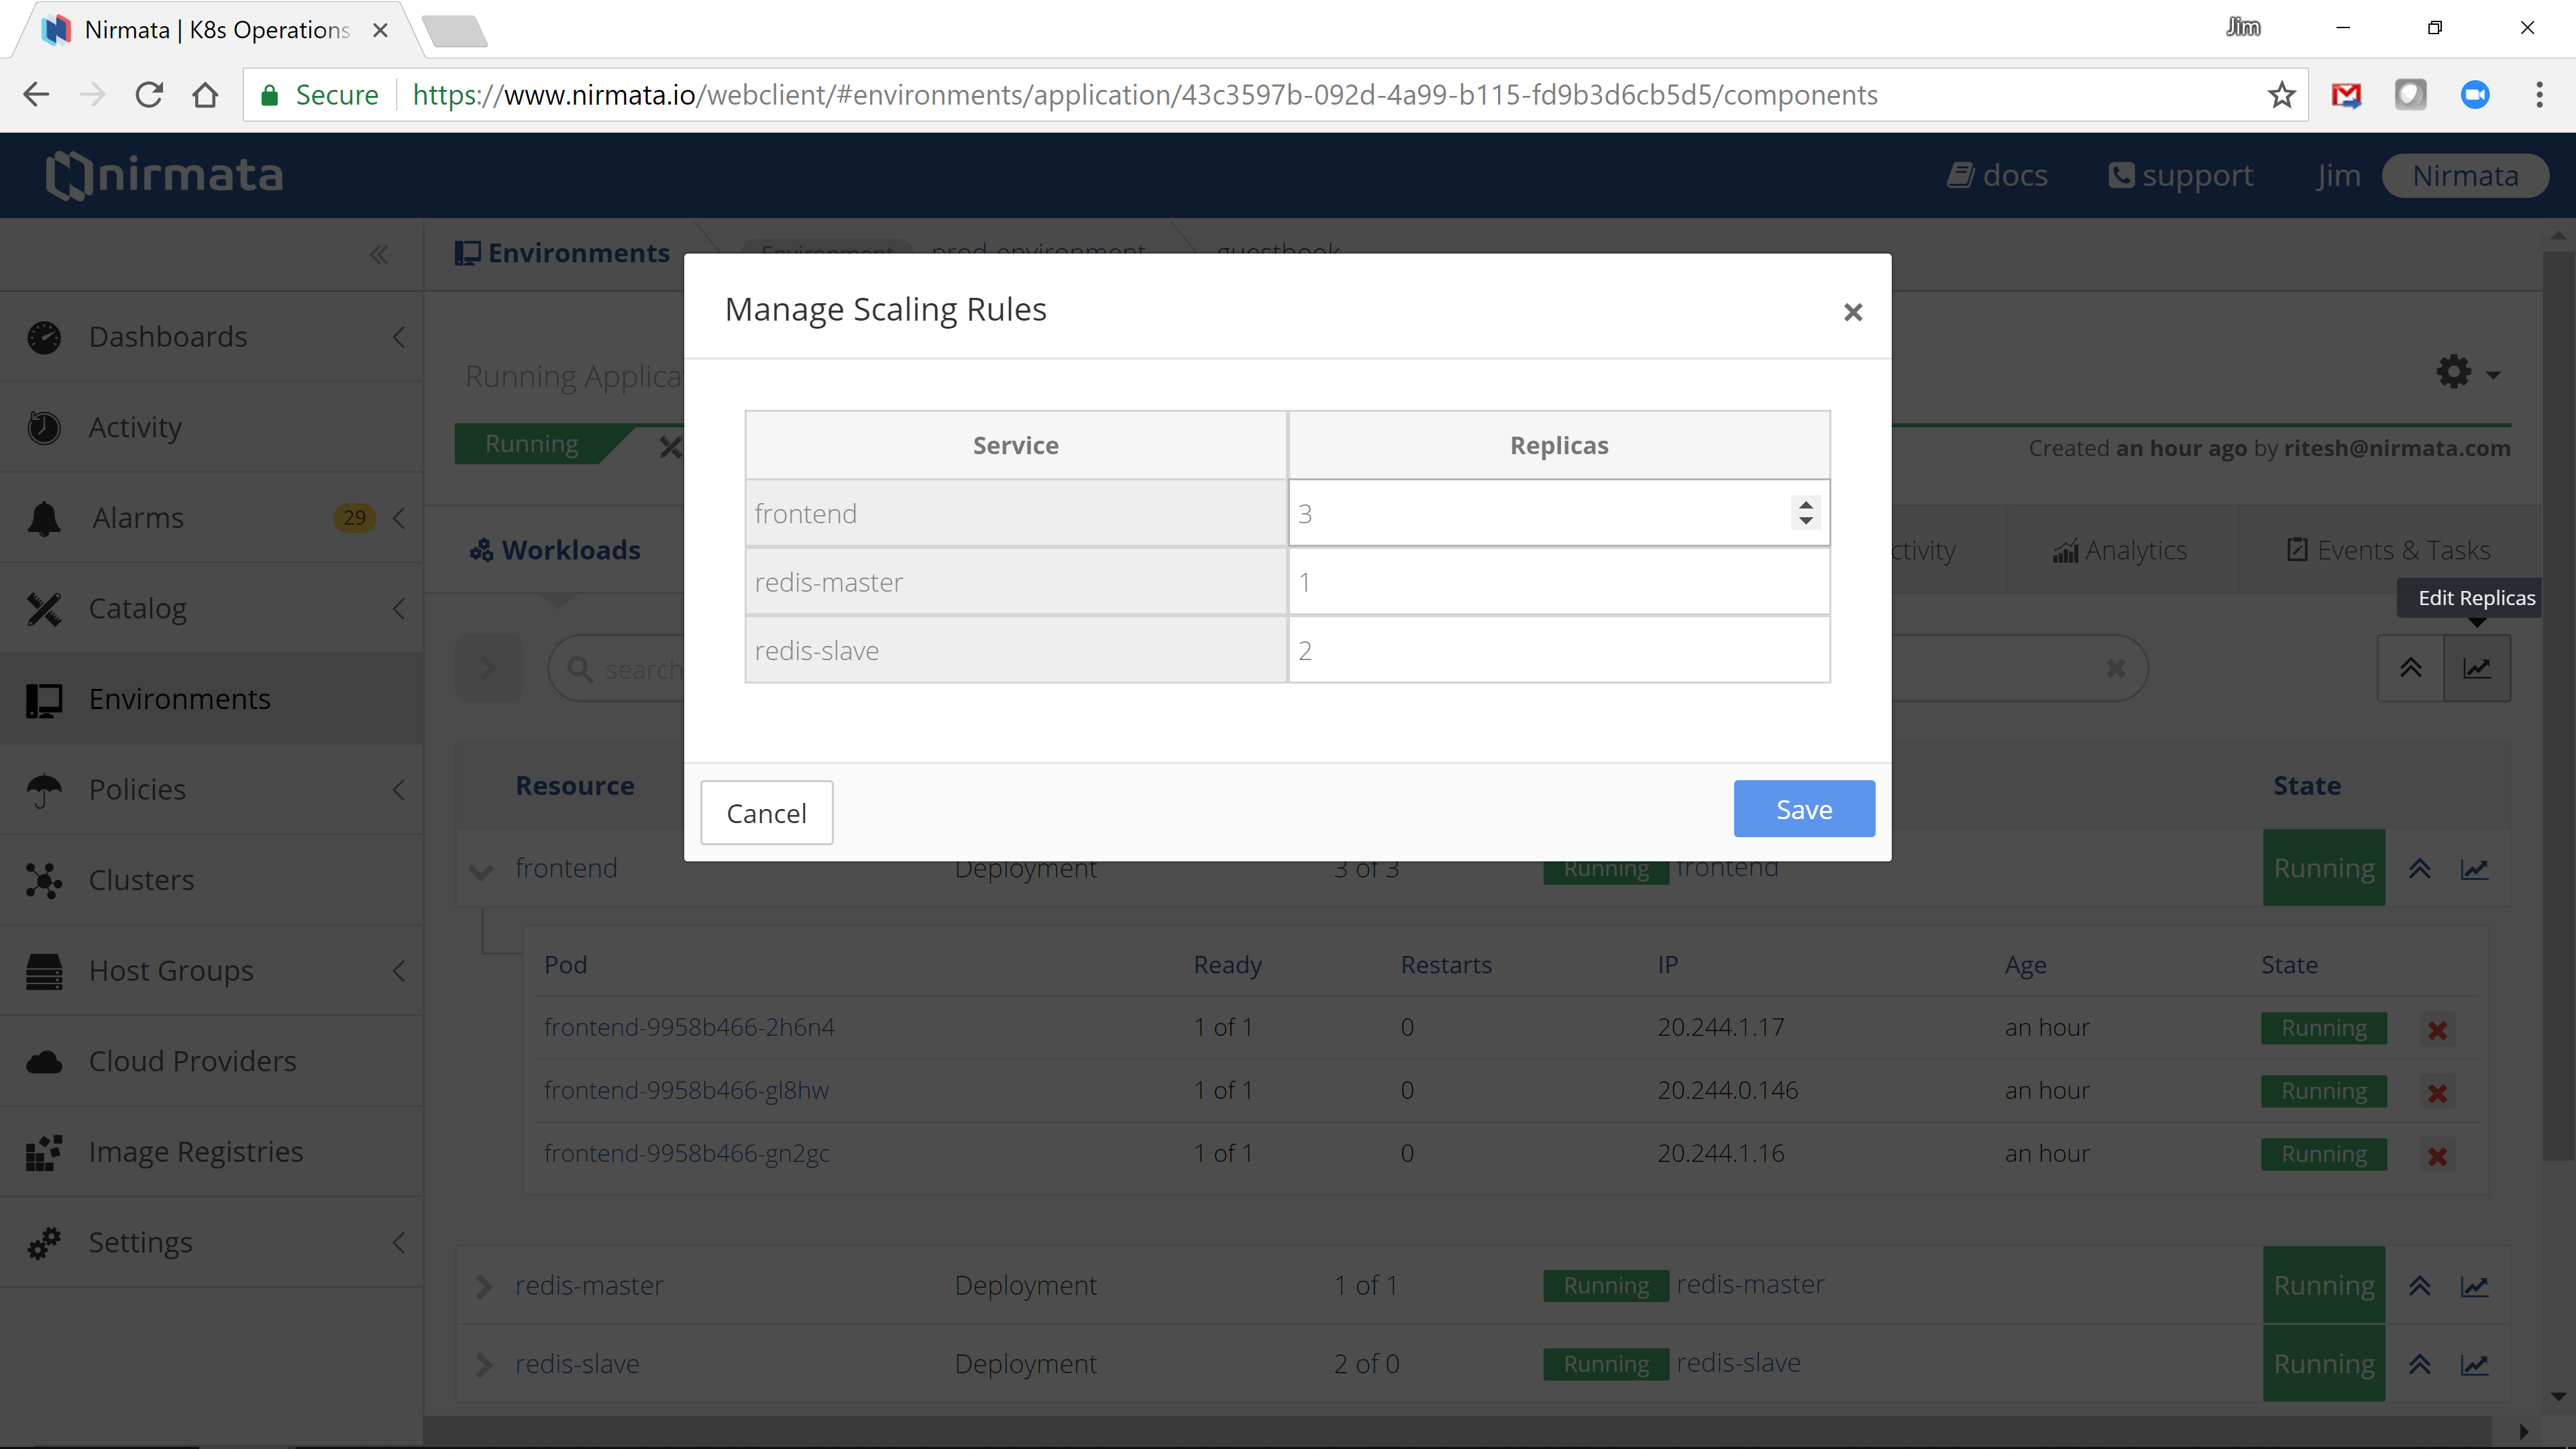 Nirmata | K8s Operations
Jim
Secure https://www.nirmata.io/webclient/#environments/application/43c3597b-092d-4a99-b115-fd9b3d6cb5d5/components
nirmata
docs support Jim Nirmata
Environments Environment prod-environment guestbook
Manage Scaling Rules
Dashboards
Running Applica
Activity
Running
Created an hour ago by ritesh@nirmata.com
Service Replicas
frontend 3
redis-master 1
redis-slave 2
Alarms 29
Workloads
ctivity Analytics Events & Tasks
Edit Replicas
Catalog
search
Environments
Policies
Resource State
Cancel Save
Clusters
frontend Deployment 3 of 3 Running frontend Running
Host Groups
Pod Ready Restarts IP Age State
frontend-9958b466-2h6n4 1 of 1 0 20.244.1.17 an hour Running
Cloud Providers
frontend-9958b466-gl8hw 1 of 1 0 20.244.0.146 an hour Running
Image Registries
frontend-9958b466-gn2gc 1 of 1 0 20.244.1.16 an hour Running
Settings
redis-master Deployment 1 of 1 Running redis-master Running
redis-slave Deployment 2 of 0 Running redis-slave Running